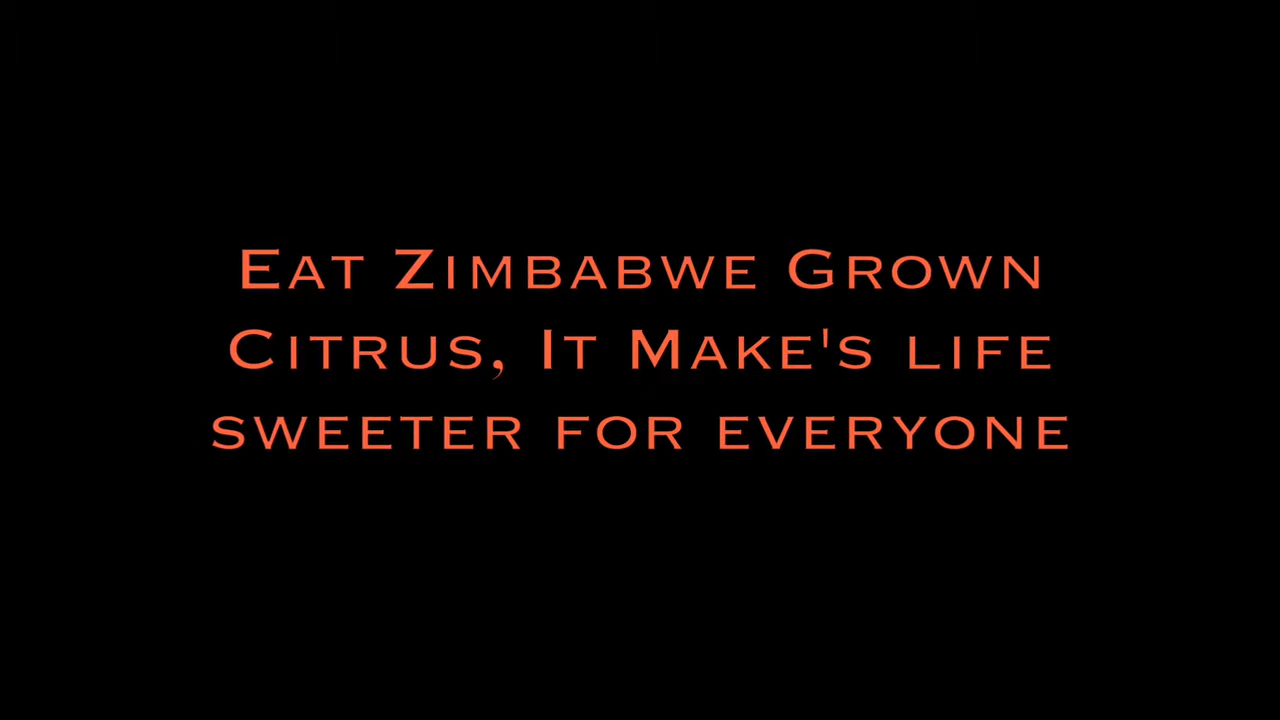 Eat Zimbabwe Grown
Citrus, It Make's life
sweeter for everyone